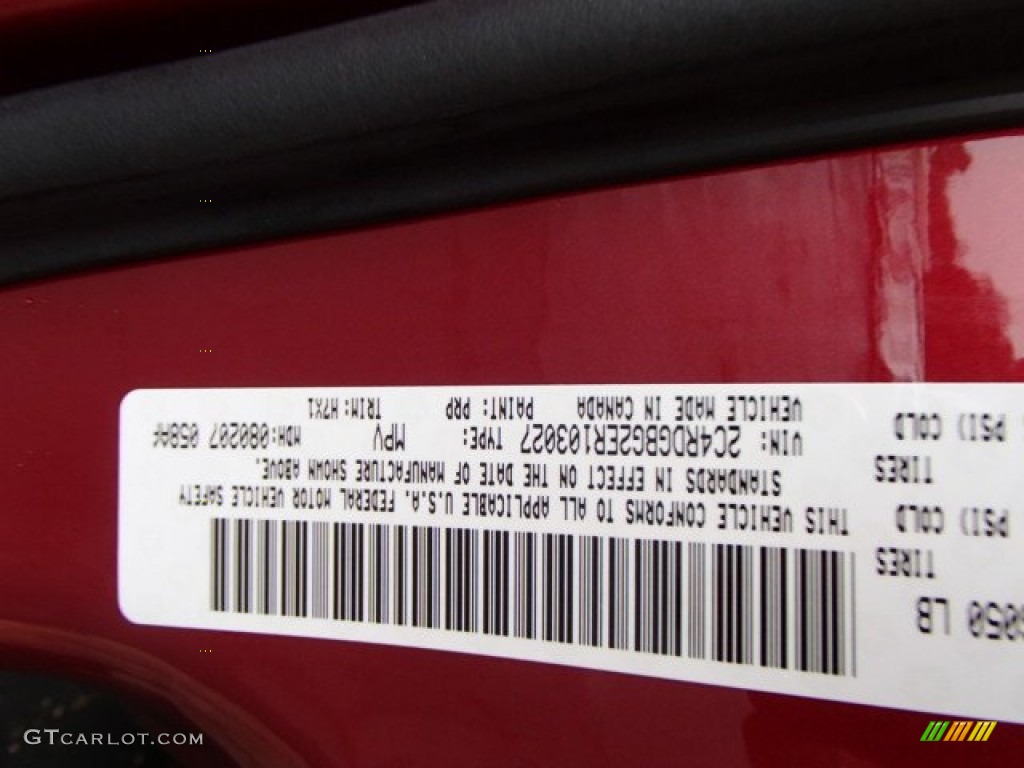 6050 LB
TIRES
PSI) COLD
TIRES
PSI) COLD
THIS VEHICLE CONFORMS TO ALL APPLICABLE U.S.A. FEDERAL MOTOR VEHICLE SAFETY
STANDARDS IN EFFECT ON THE DATE OF MANUFACTURE SHOWN ABOVE.
VIN: 2C4RDGBG2ER103027 TYPE: MPV MDH:080207
VEHICLE MADE IN CANADA PAINT: PRP TRIM:H7X1
GTCARLOT.COM